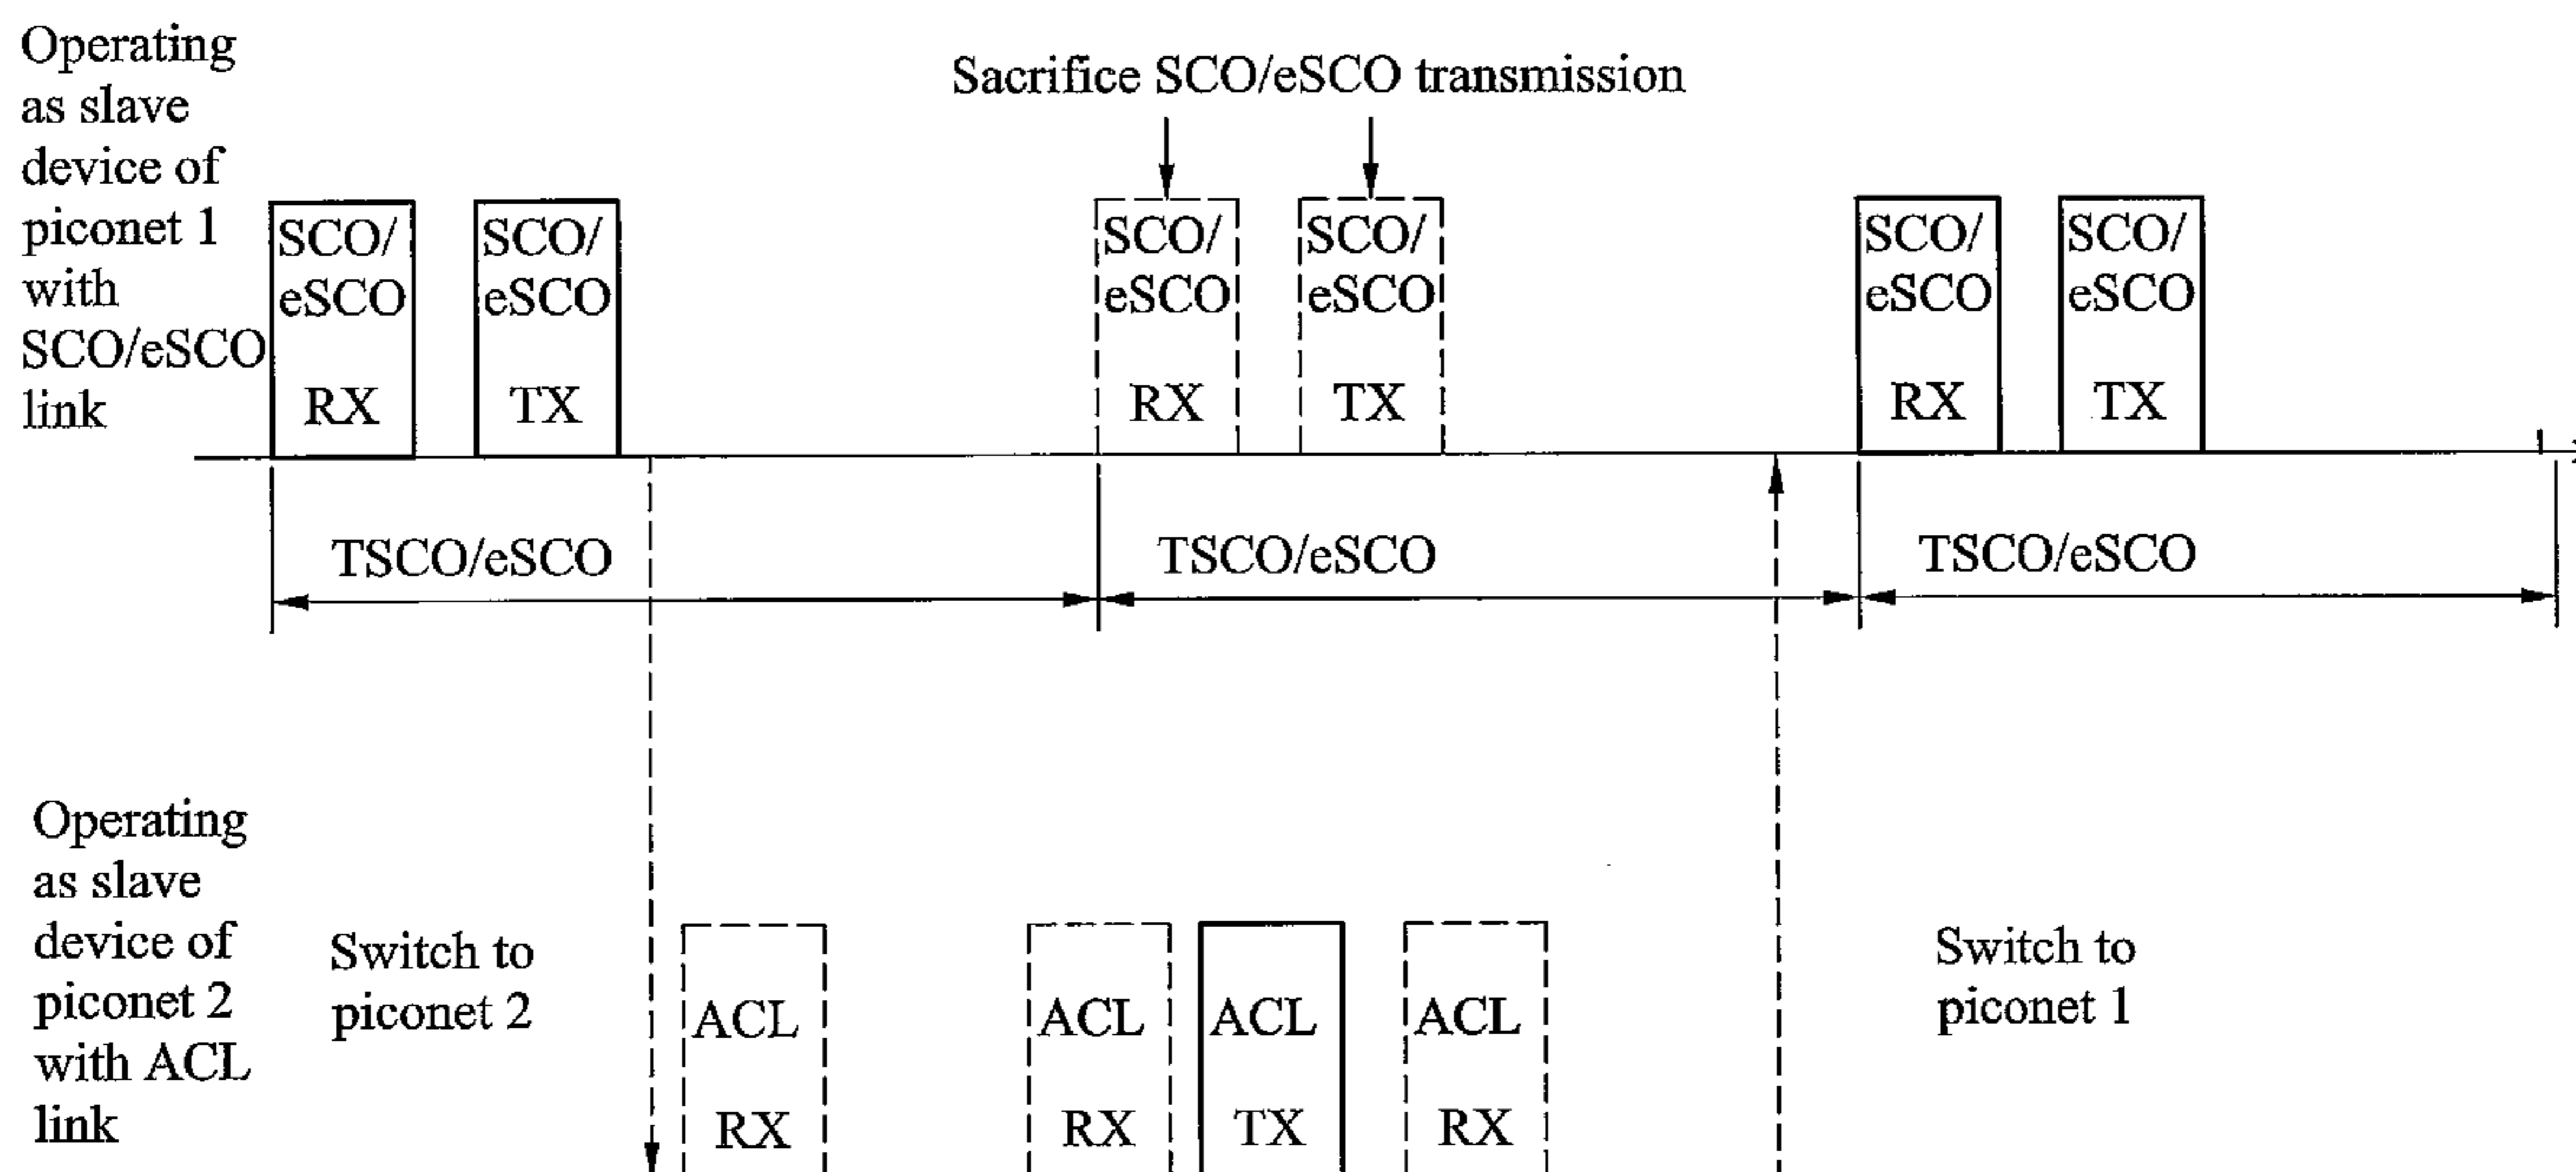 Operating
as slave
device of
piconet 1
with
SCO/eSCO
link
Sacrifice SCO/eSCO transmission
SCO/
eSCO
RX
SCO/
eSCO
TX
SCO/
eSCO
RX
SCO/
eSCO
TX
SCO/
eSCO
RX
SCO/
eSCO
TX
TSCO/eSCO
TSCO/eSCO
TSCO/eSCO
Operating
as slave
device of
piconet 2
with ACL
link
Switch to
piconet 2
ACL
RX
ACL
RX
ACL
TX
ACL
RX
Switch to
piconet 1